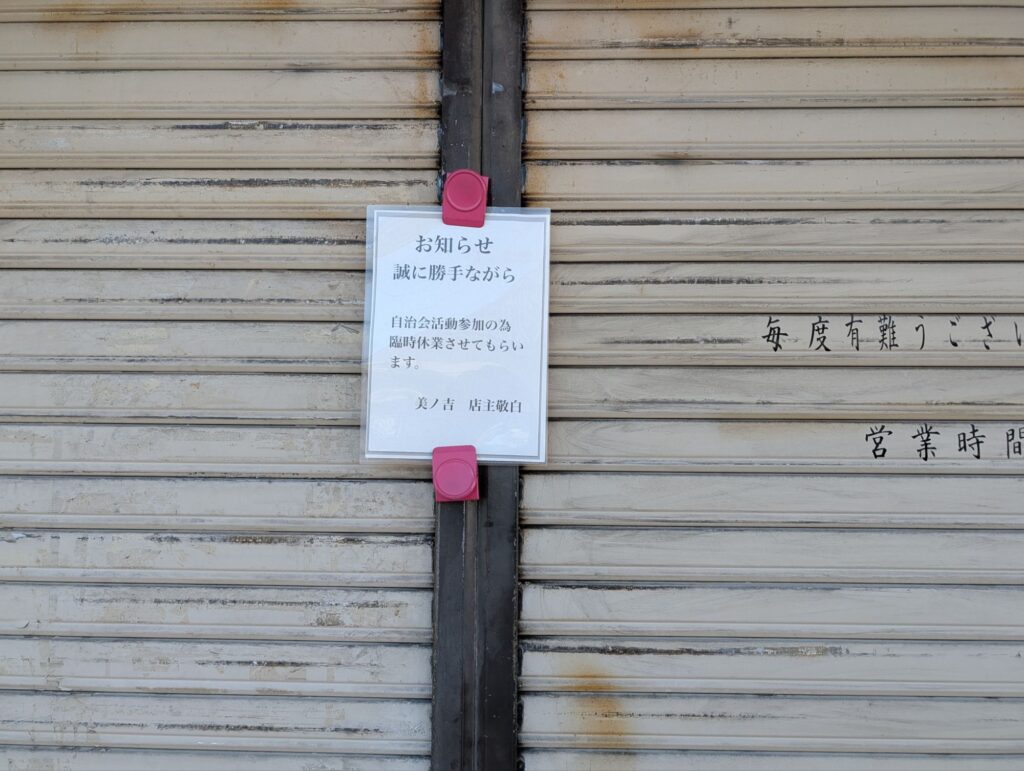 お知らせ
誠に勝手ながら
自治会活動参加の為
臨時休業させてもらい
ます。
美ノ吉　店主敬白
毎度有難うござい
営業時間